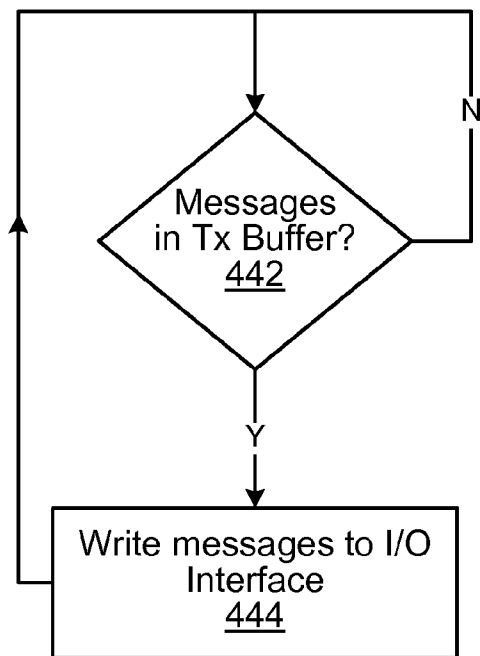 N
Messages
in Tx Buffer?
442
Y
Write messages to I/O
Interface
444